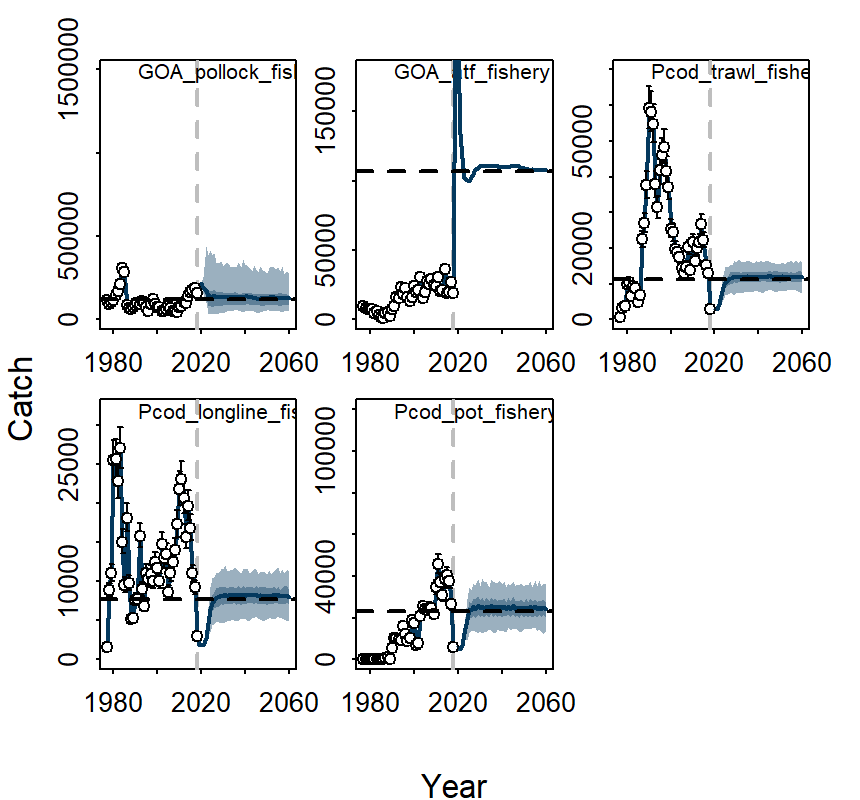 GOA_pollock_fis
GOA_atf_fishery
Pcod_trawl_fishe
1500000
500000
0
150000
50000
0
50000
20000
0
1980 2020 2060
1980 2020 2060
1980 2020 2060
Catch
Pcod_longline_fis
Pcod_pot_fishery
25000
10000
0
100000
40000
0
1980 2020 2060
1980 2020 2060
Year